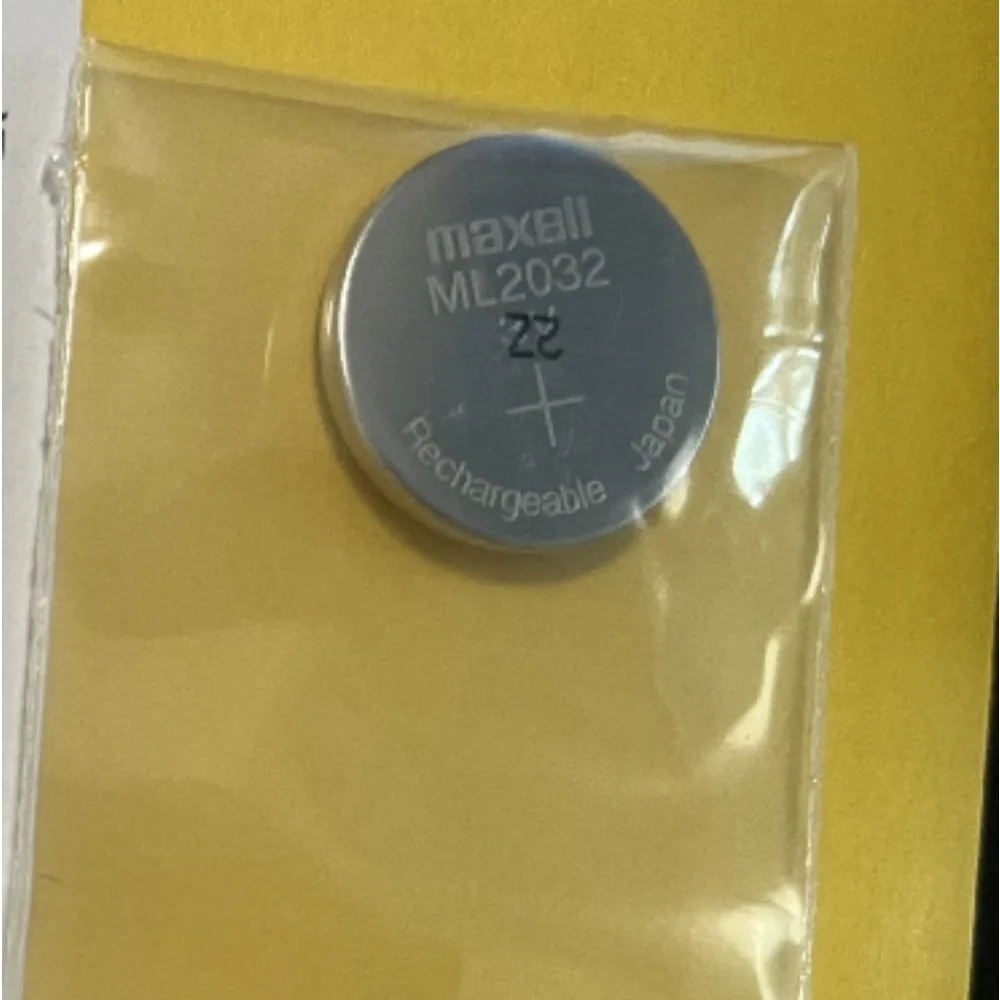 maxell
ML2032
22
+
Rechargeable
Japan